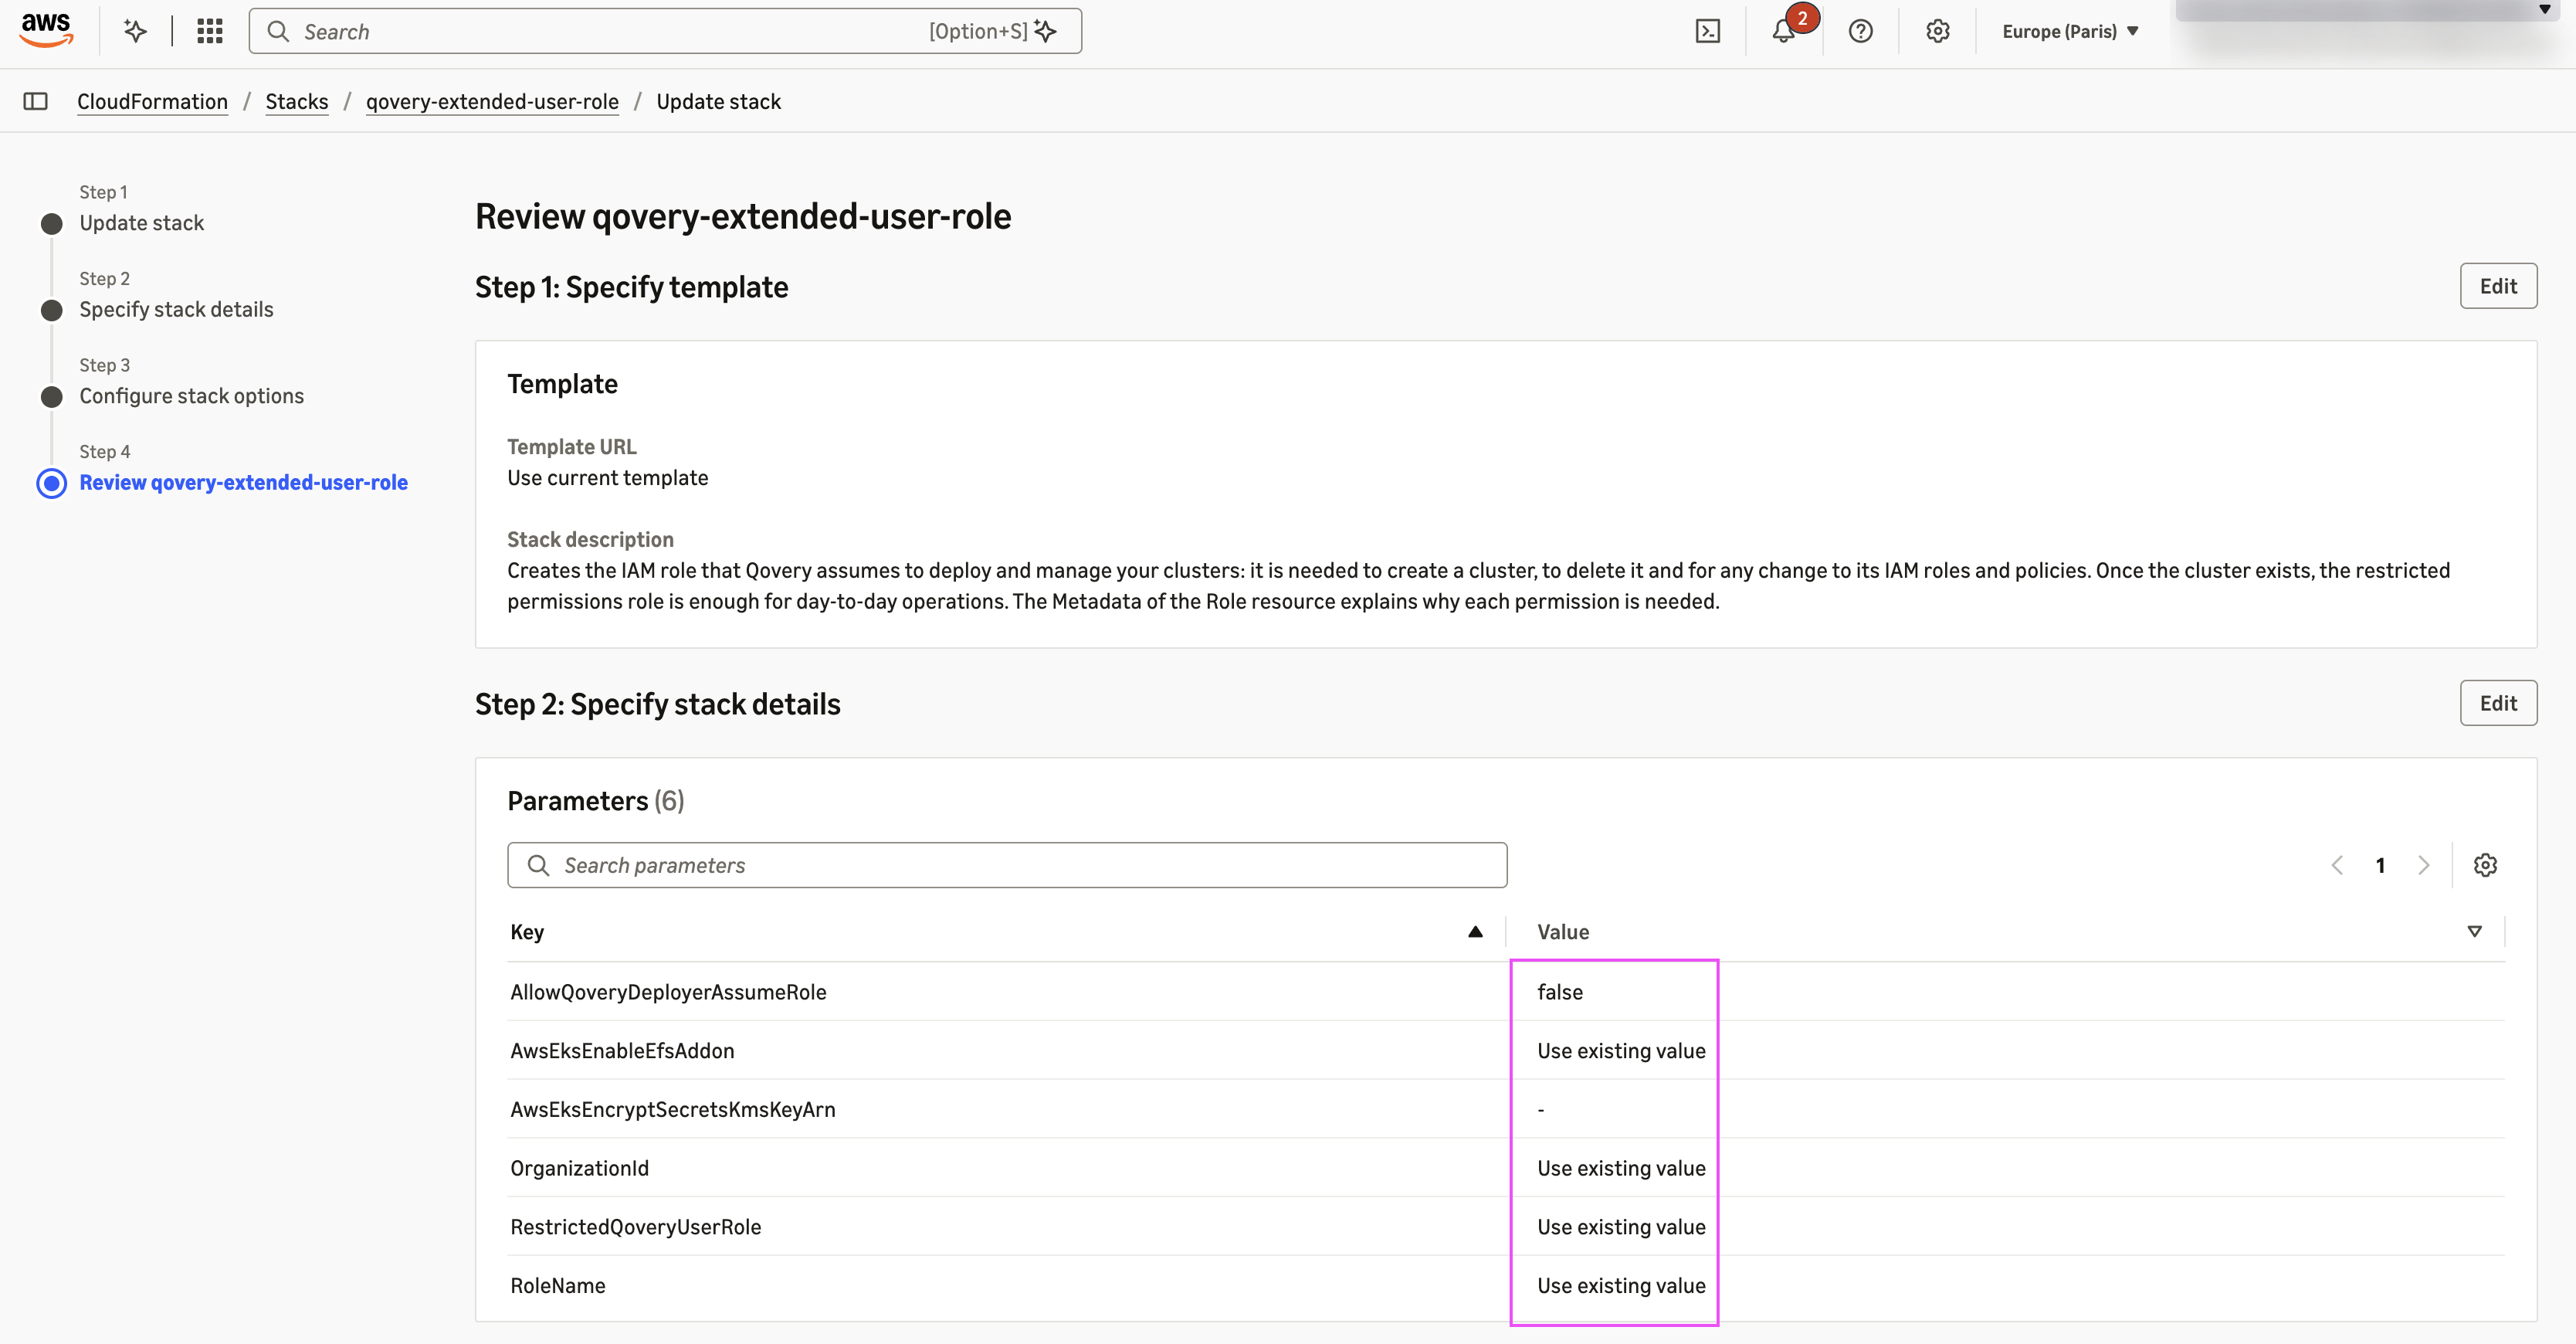 aws
Search
[Option+S]
2
Europe (Paris)
CloudFormation / Stacks / qovery-extended-user-role / Update stack
Step 1
Update stack
Step 2
Specify stack details
Step 3
Configure stack options
Step 4
Review qovery-extended-user-role
Review qovery-extended-user-role
Step 1: Specify template
Edit
Template
Template URL
Use current template
Stack description
Creates the IAM role that Qovery assumes to deploy and manage your clusters: it is needed to create a cluster, to delete it and for any change to its IAM roles and policies. Once the cluster exists, the restricted
permissions role is enough for day-to-day operations. The Metadata of the Role resource explains why each permission is needed.
Step 2: Specify stack details
Edit
Parameters (6)
Search parameters
1
Key Value
AllowQoveryDeployerAssumeRole false
AwsEksEnableEfsAddon Use existing value
AwsEksEncryptSecretsKmsKeyArn -
OrganizationId Use existing value
RestrictedQoveryUserRole Use existing value
RoleName Use existing value